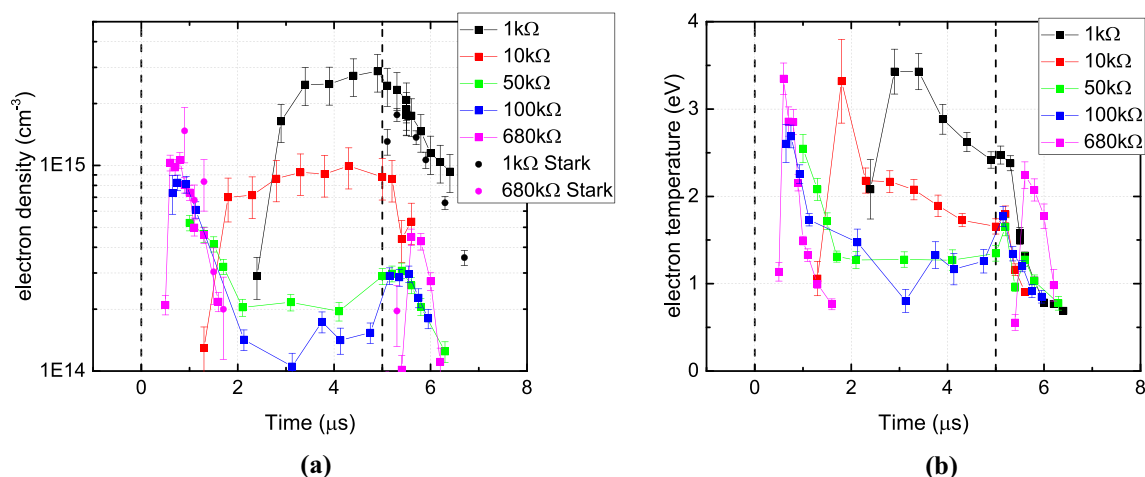 electron density (cm⁻³)
1E15
1E14
0
2
4
6
8
Time (μs)
1kΩ
10kΩ
50kΩ
100kΩ
680kΩ
1kΩ Stark
680kΩ Stark
(a)
electron temperature (eV)
4
3
2
1
0
0
2
4
6
8
Time (μs)
1kΩ
10kΩ
50kΩ
100kΩ
680kΩ
(b)